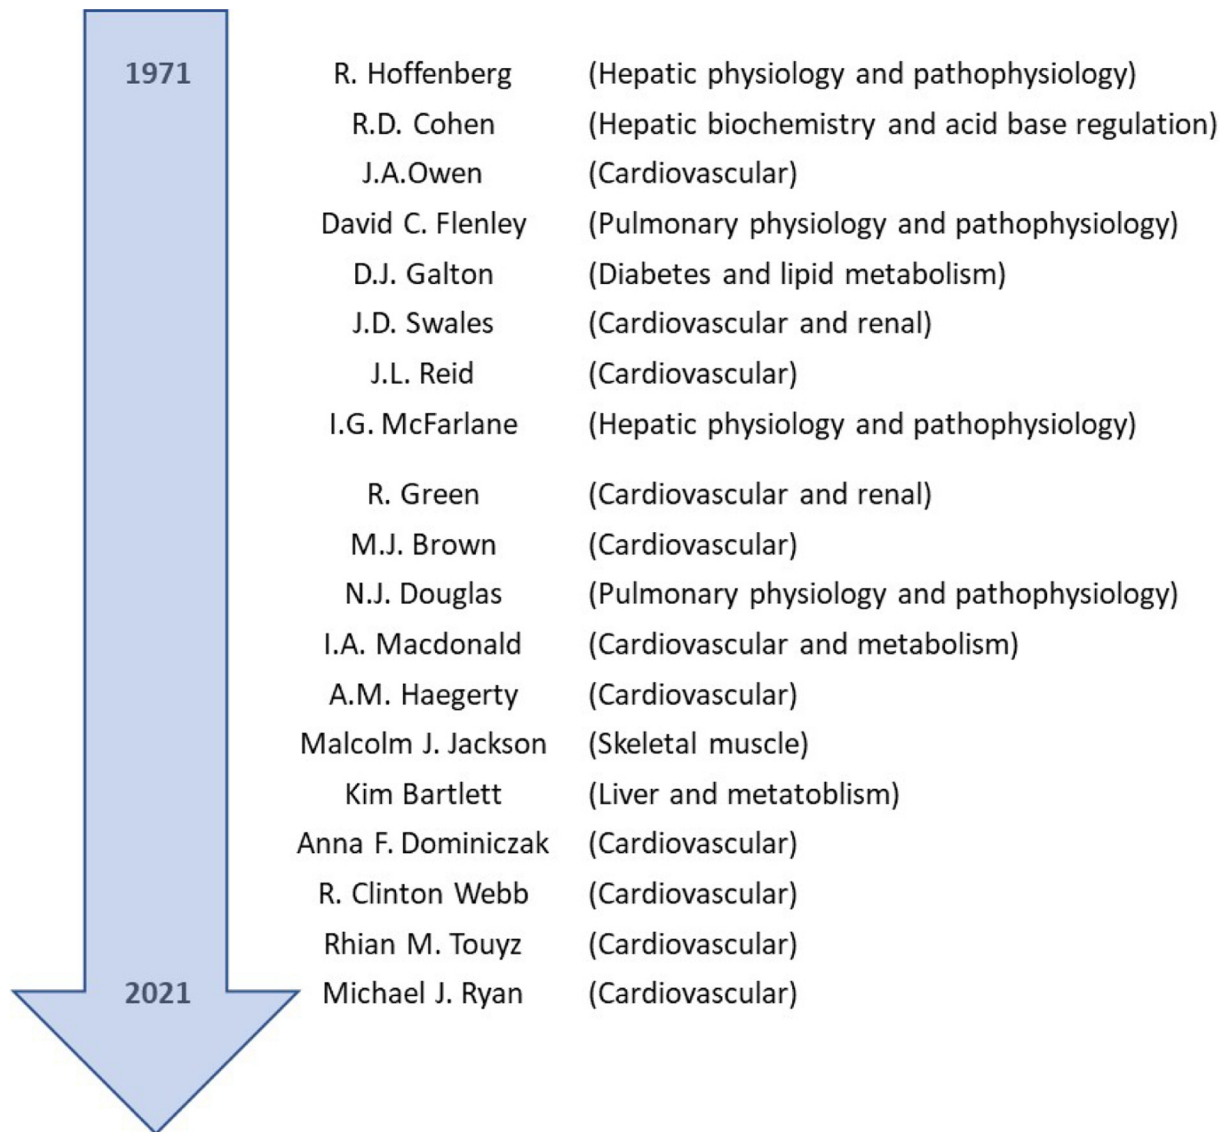 1971 R. Hoffenberg (Hepatic physiology and pathophysiology)
R.D. Cohen (Hepatic biochemistry and acid base regulation)
J.A.Owen (Cardiovascular)
David C. Flenley (Pulmonary physiology and pathophysiology)
D.J. Galton (Diabetes and lipid metabolism)
J.D. Swales (Cardiovascular and renal)
J.L. Reid (Cardiovascular)
I.G. McFarlane (Hepatic physiology and pathophysiology)
R. Green (Cardiovascular and renal)
M.J. Brown (Cardiovascular)
N.J. Douglas (Pulmonary physiology and pathophysiology)
I.A. Macdonald (Cardiovascular and metabolism)
A.M. Haegerty (Cardiovascular)
Malcolm J. Jackson (Skeletal muscle)
Kim Bartlett (Liver and metatoblism)
Anna F. Dominiczak (Cardiovascular)
R. Clinton Webb (Cardiovascular)
Rhian M. Touyz (Cardiovascular)
2021 Michael J. Ryan (Cardiovascular)